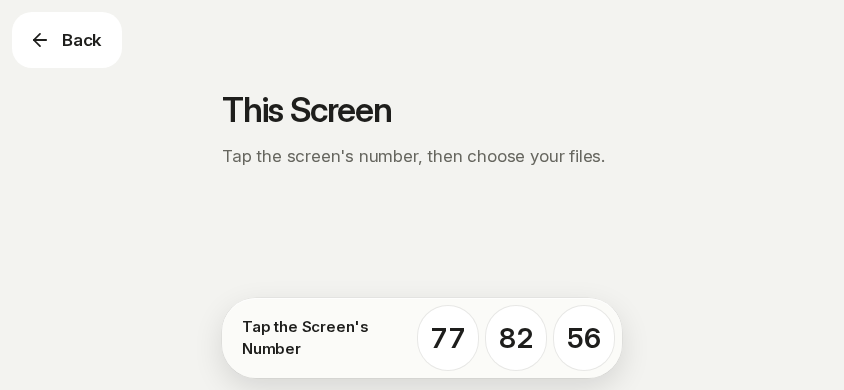 Back
This Screen
Tap the screen's number, then choose your files.
Tap the Screen's
Number
77 82 56